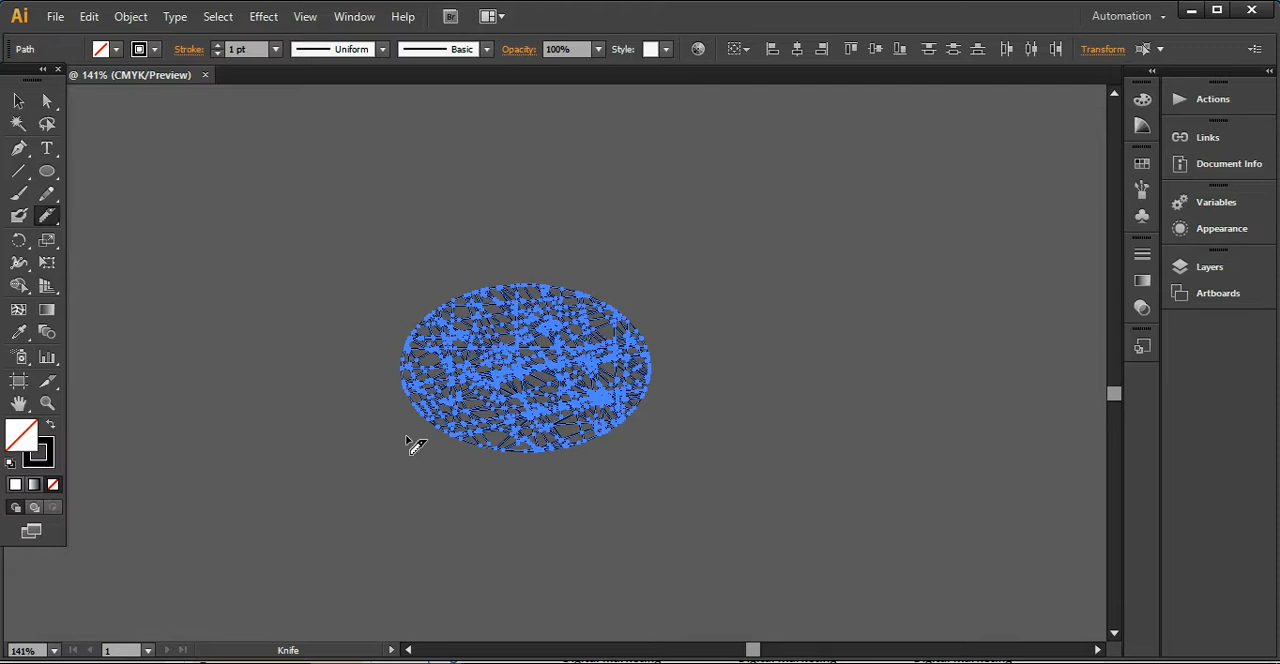 Ai File Edit Object Type Select Effect View Window Help Br Automation
Path Stroke: 1 pt Uniform Basic Opacity: 100% Style: Transform
@ 141% (CMYK/Preview)
T
Actions
Links
Document Info
Variables
Appearance
Layers
Artboards
141% 1 Knife